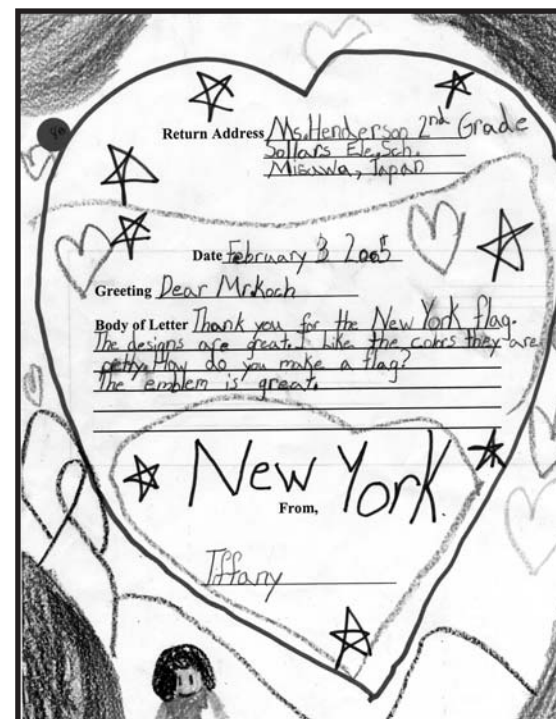 Return Address Ms. Henderson 2nd Grade
Sollars Ele. Sch.
Misawa, Japan
Date February 3 2005
Greeting Dear Mr. Koch
Body of Letter Thank you for the New York flag.
The designs are great. I like the colors they are
petty. How do you make a flag?
The emblem is great.
New York
From,
Tiffany